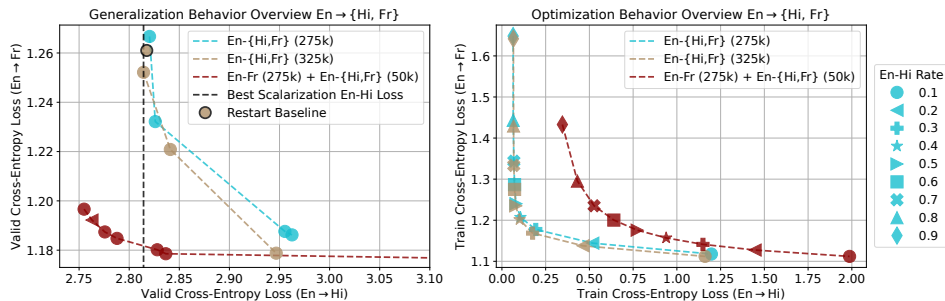 Generalization Behavior Overview En→{Hi, Fr}
Valid Cross-Entropy Loss (En→Fr)
1.26
1.24
1.22
1.20
1.18
En-{Hi,Fr} (275k)
En-{Hi,Fr} (325k)
En-Fr (275k) + En-{Hi,Fr} (50k)
Best Scalarization En-Hi Loss
Restart Baseline
2.75
2.80
2.85
2.90
2.95
3.00
3.05
3.10
Valid Cross-Entropy Loss (En→Hi)
Optimization Behavior Overview En→{Hi, Fr}
Train Cross-Entropy Loss (En→Fr)
1.6
1.5
1.4
1.3
1.2
1.1
En-{Hi,Fr} (275k)
En-{Hi,Fr} (325k)
En-Fr (275k) + En-{Hi,Fr} (50k)
0.00
0.25
0.50
0.75
1.00
1.25
1.50
1.75
2.00
Train Cross-Entropy Loss (En→Hi)
En-Hi Rate
0.1
0.2
0.3
0.4
0.5
0.6
0.7
0.8
0.9